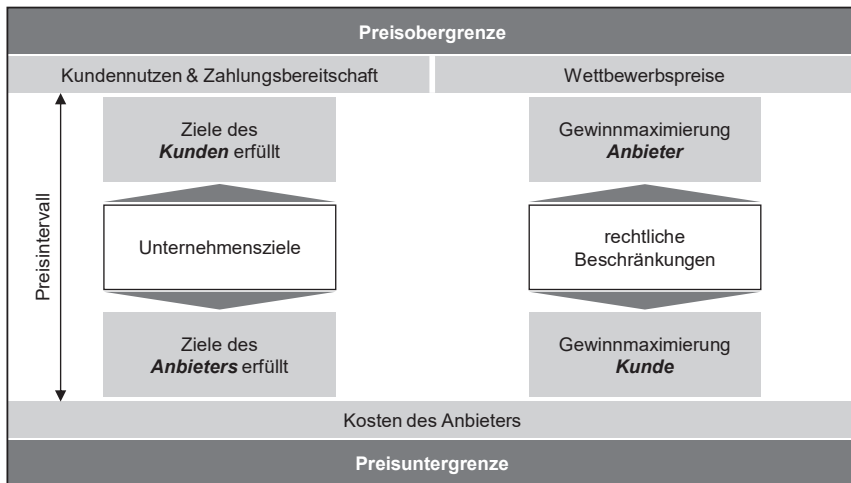 Preisobergrenze
Kundennutzen & Zahlungsbereitschaft
Wettbewerbspreise
Preisintervall
Ziele des
Kunden erfüllt
Gewinnmaximierung
Anbieter
Unternehmensziele
rechtliche
Beschränkungen
Ziele des
Anbieters erfüllt
Gewinnmaximierung
Kunde
Kosten des Anbieters
Preisuntergrenze